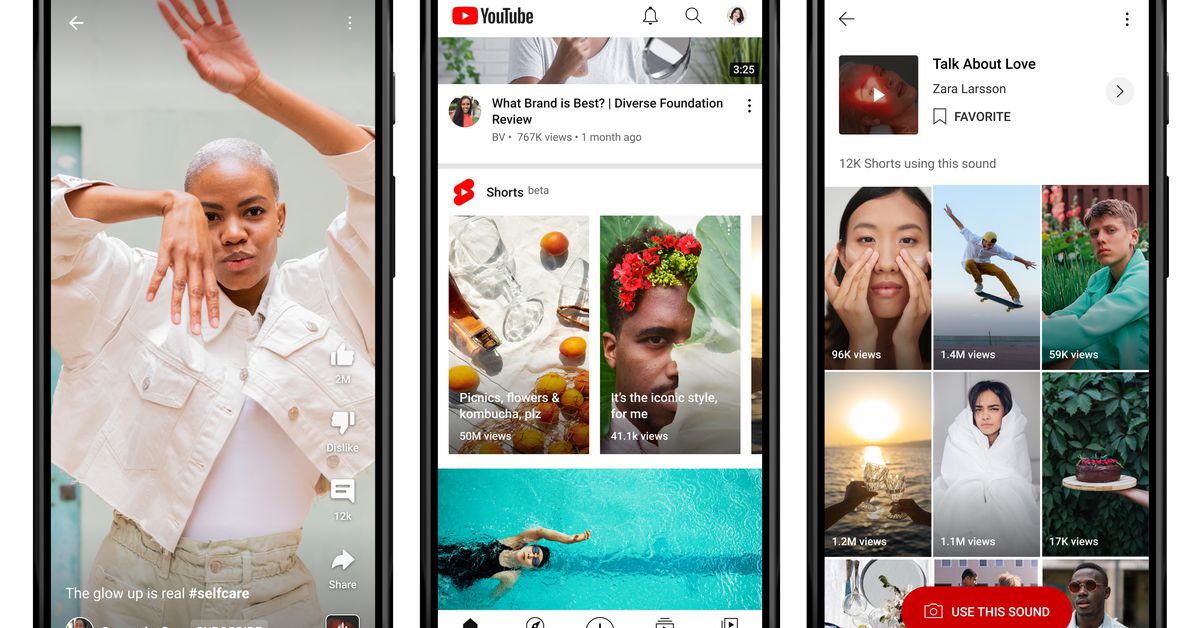 2M
Dislike
12k
Share
The glow up is real #selfcare
SUBSCRIBE
YouTube
3:25
What Brand is Best? | Diverse Foundation
Review
BV • 767K views • 1 month ago
Shorts beta
Picnics, flowers &
kombucha, plz
50M views
It's the iconic style,
for me
41.1k views
Talk About Love
Zara Larsson
FAVORITE
12K Shorts using this sound
96K views
1.4M views
59K views
1.2M views
1.1M views
17K views
USE THIS SOUND